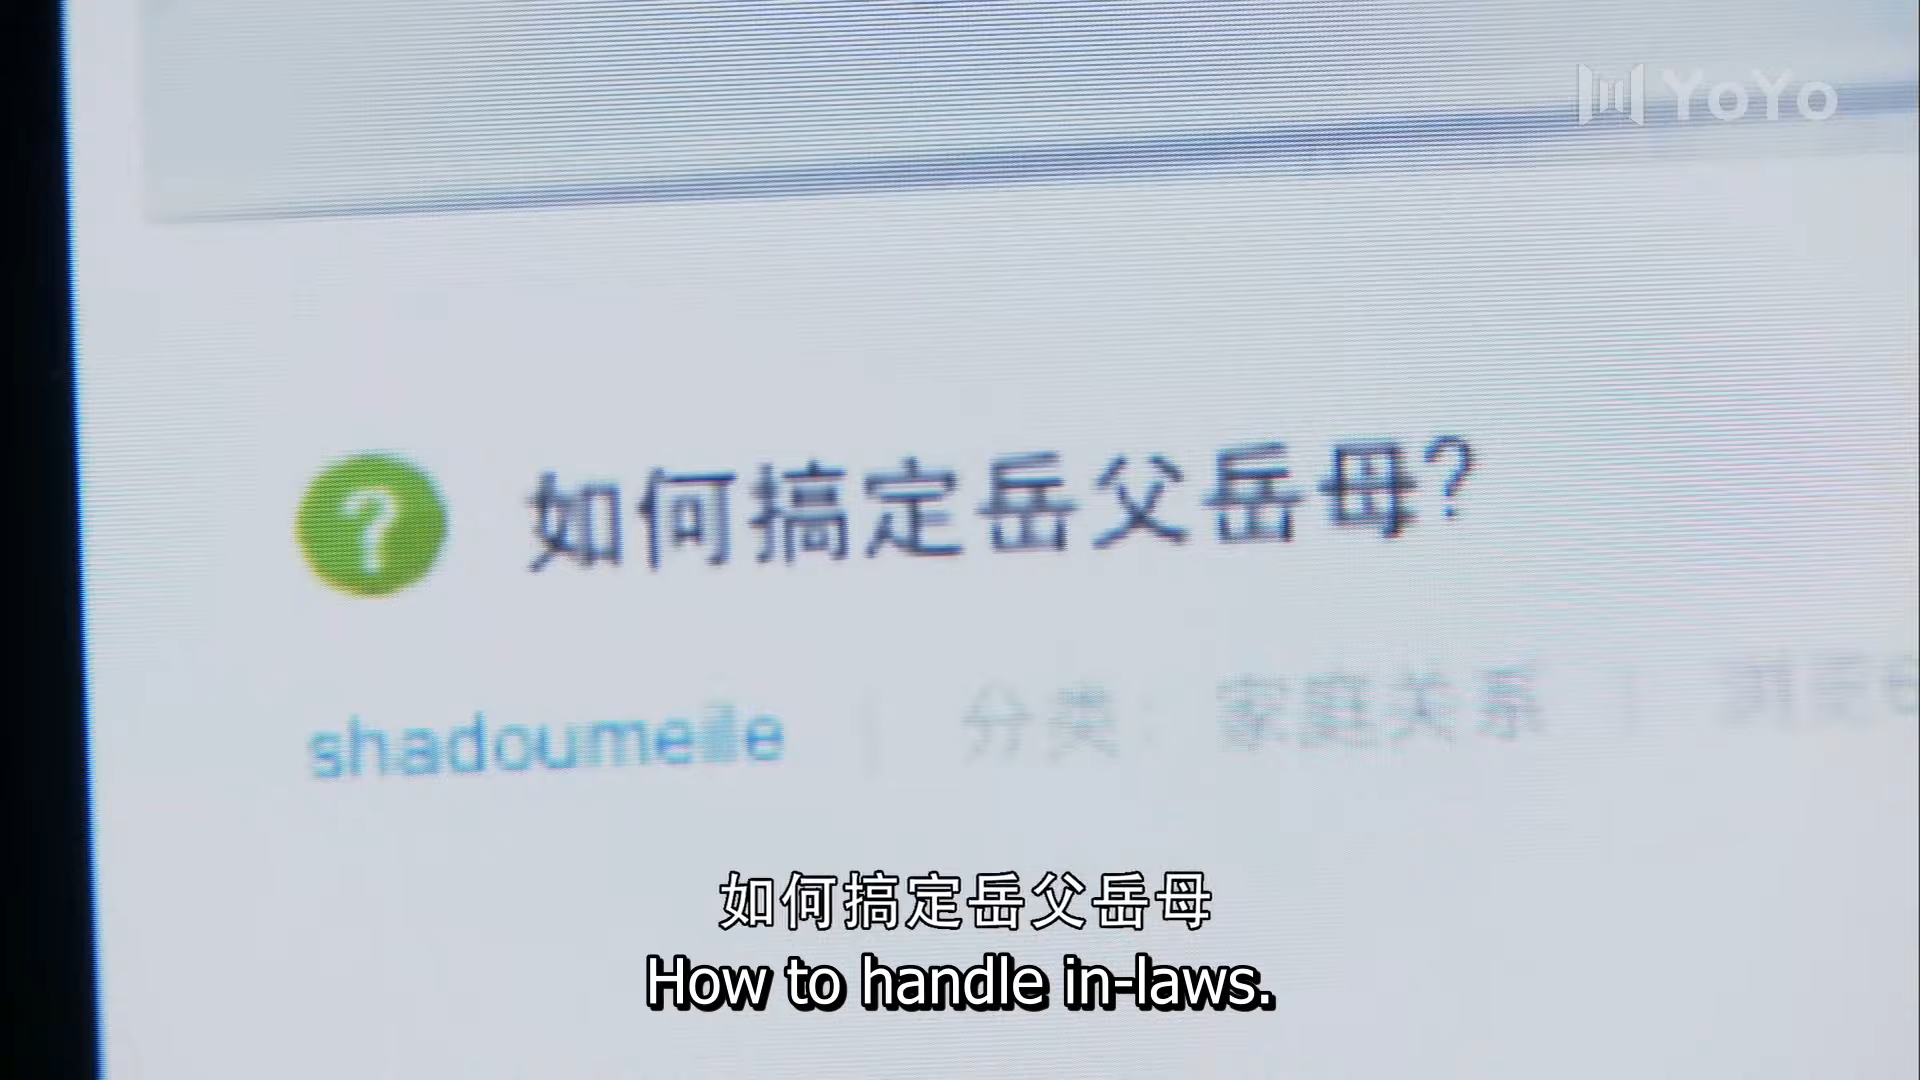 YoYo
?
如何搞定岳父岳母?
shadoumeile | 分类: 家庭关系 |
如何搞定岳父岳母
How to handle in-laws.